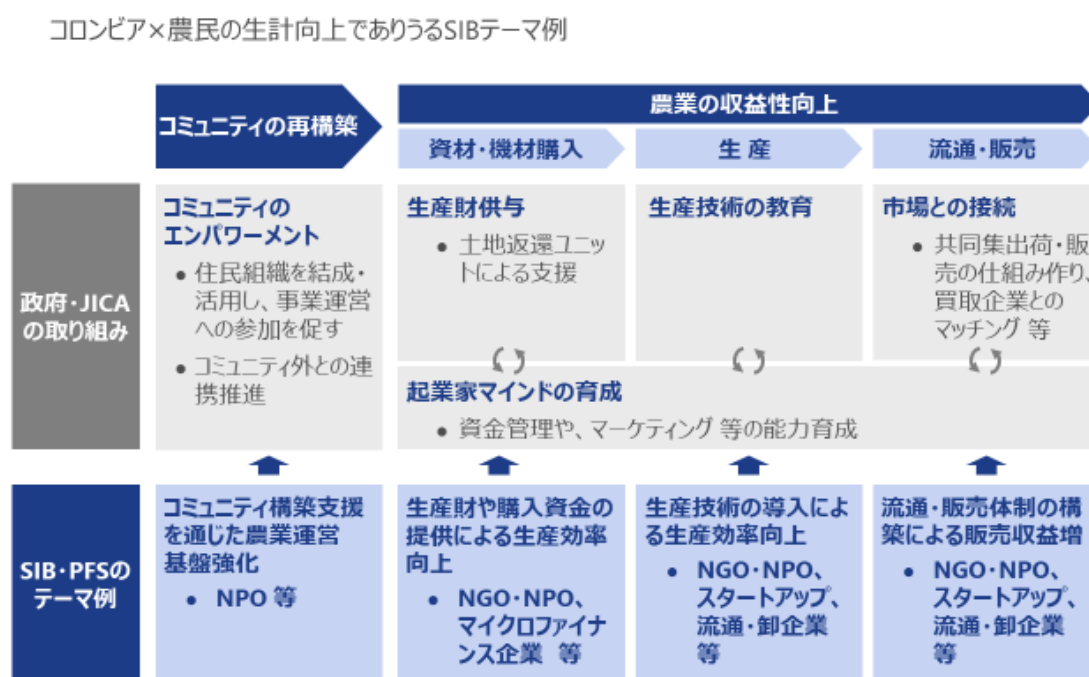 コロンビア×農民の生計向上でありうるSIBテーマ例
コミュニティの再構築
農業の収益性向上
資材・機材購入
生 産
流通・販売
政府・JICA
の取り組み
コミュニティの
エンパワーメント
● 住民組織を結成・
活用し、事業運営
への参加を促す
● コミュニティ外との連
携推進
生産財供与
● 土地返還ユニッ
トによる支援
生産技術の教育
市場との接続
● 共同集出荷・販
売の仕組み作り、
買取企業との
マッチング 等
起業家マインドの育成
● 資金管理や、マーケティング 等の能力育成
SIB・PFSの
テーマ例
コミュニティ構築支援
を通じた農業運営
基盤強化
● NPO 等
生産財や購入資金の
提供による生産効率
向上
● NGO・NPO、
マイクロファイナ
ンス企業 等
生産技術の導入によ
る生産効率向上
● NGO・NPO、
スタートアップ、
流通・卸企業
等
流通・販売体制の構
築による販売収益増
● NGO・NPO、
スタートアップ、
流通・卸企業
等